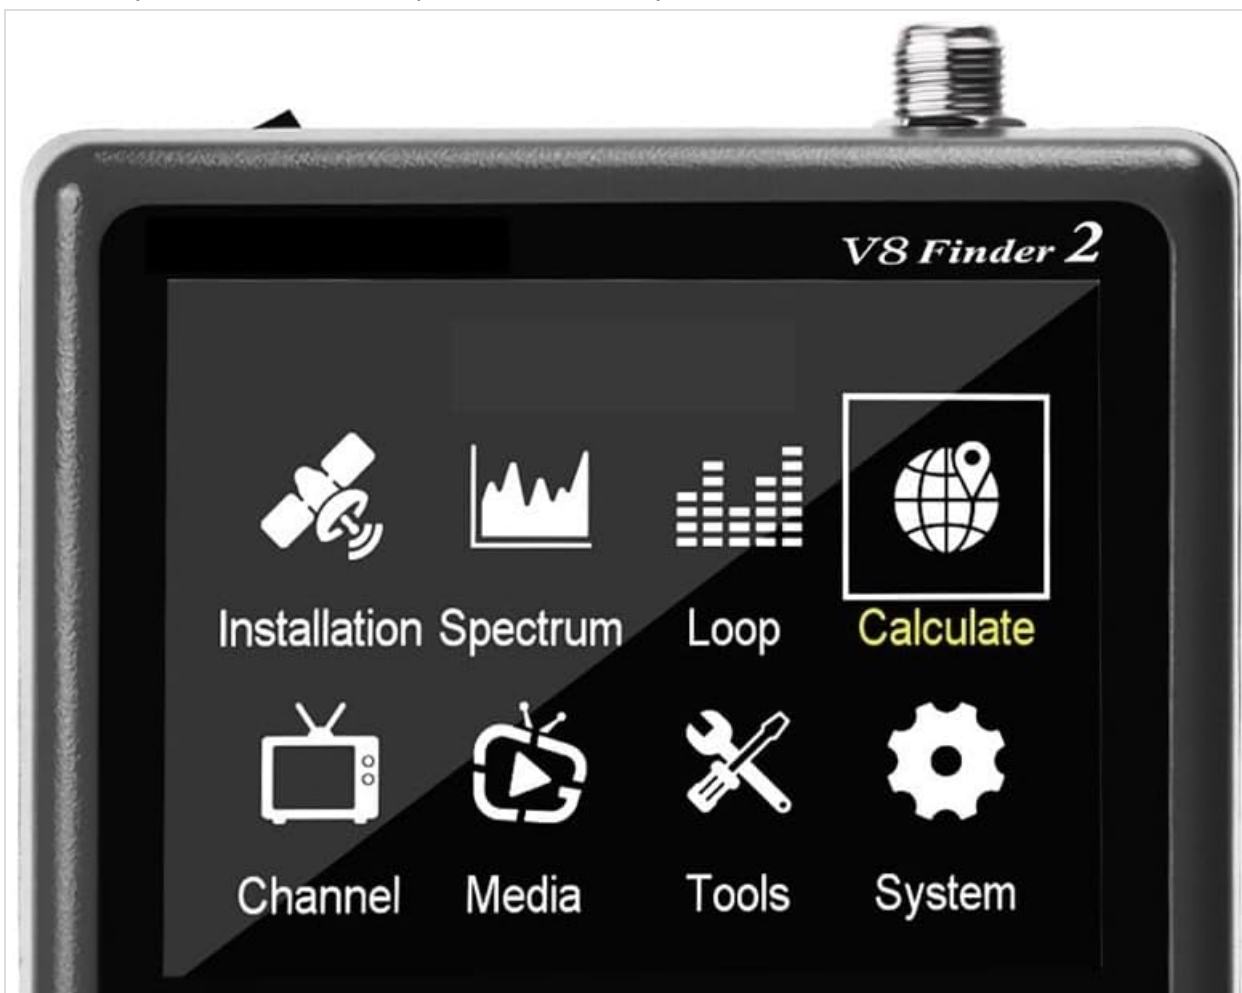 V8 Finder 2
Installation Spectrum Loop Calculate
Channel Media Tools System